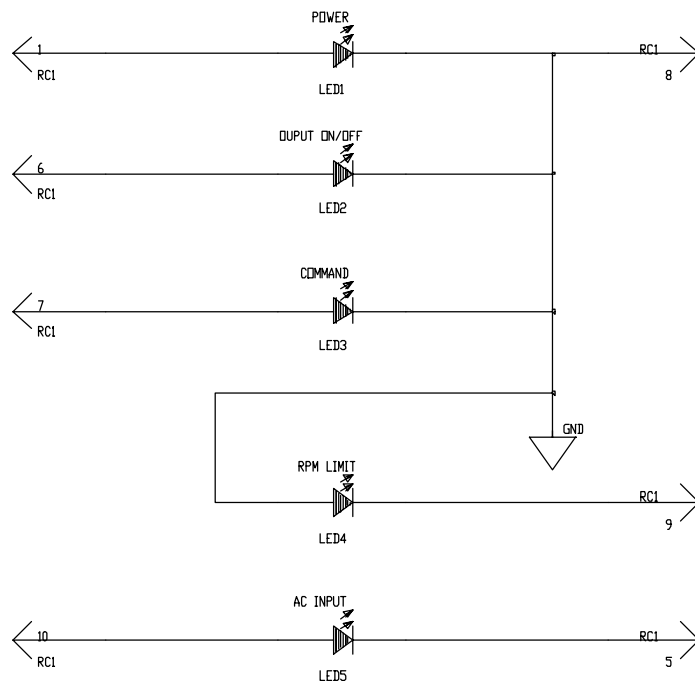 POWER
1
RC1
RC1
8
LED1
OUPUT ON/OFF
6
RC1
LED2
COMMAND
7
RC1
LED3
GND
RPM LIMIT
RC1
9
LED4
AC INPUT
10
RC1
RC1
5
LED5